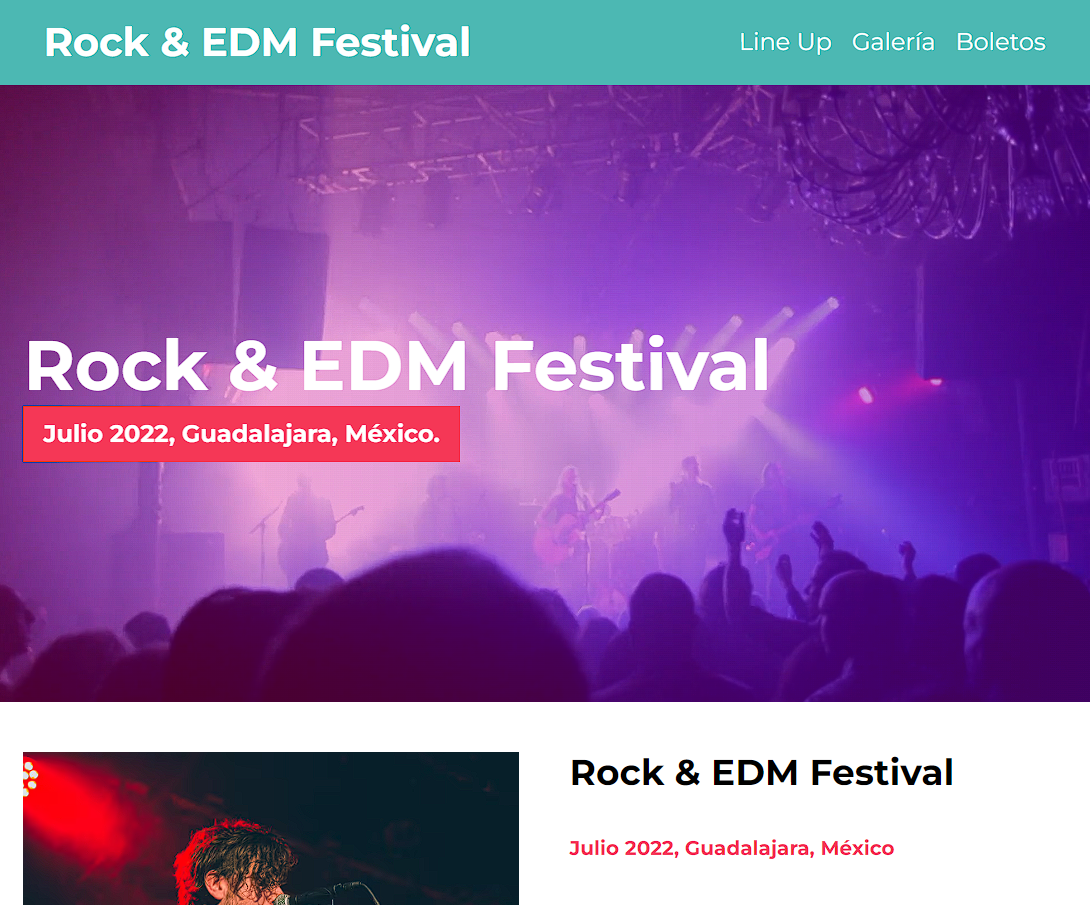 Rock & EDM Festival
Line Up Galería Boletos
Rock & EDM Festival
Julio 2022, Guadalajara, México.
Rock & EDM Festival
Julio 2022, Guadalajara, México